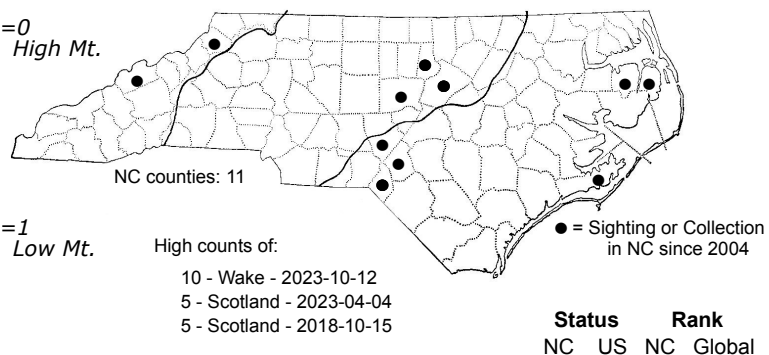 =0
High Mt.
NC counties: 11
=1
Low Mt.
High counts of:
10 - Wake - 2023-10-12
5 - Scotland - 2023-04-04
5 - Scotland - 2018-10-15
● = Sighting or Collection
in NC since 2004
Status Rank
NC US NC Global